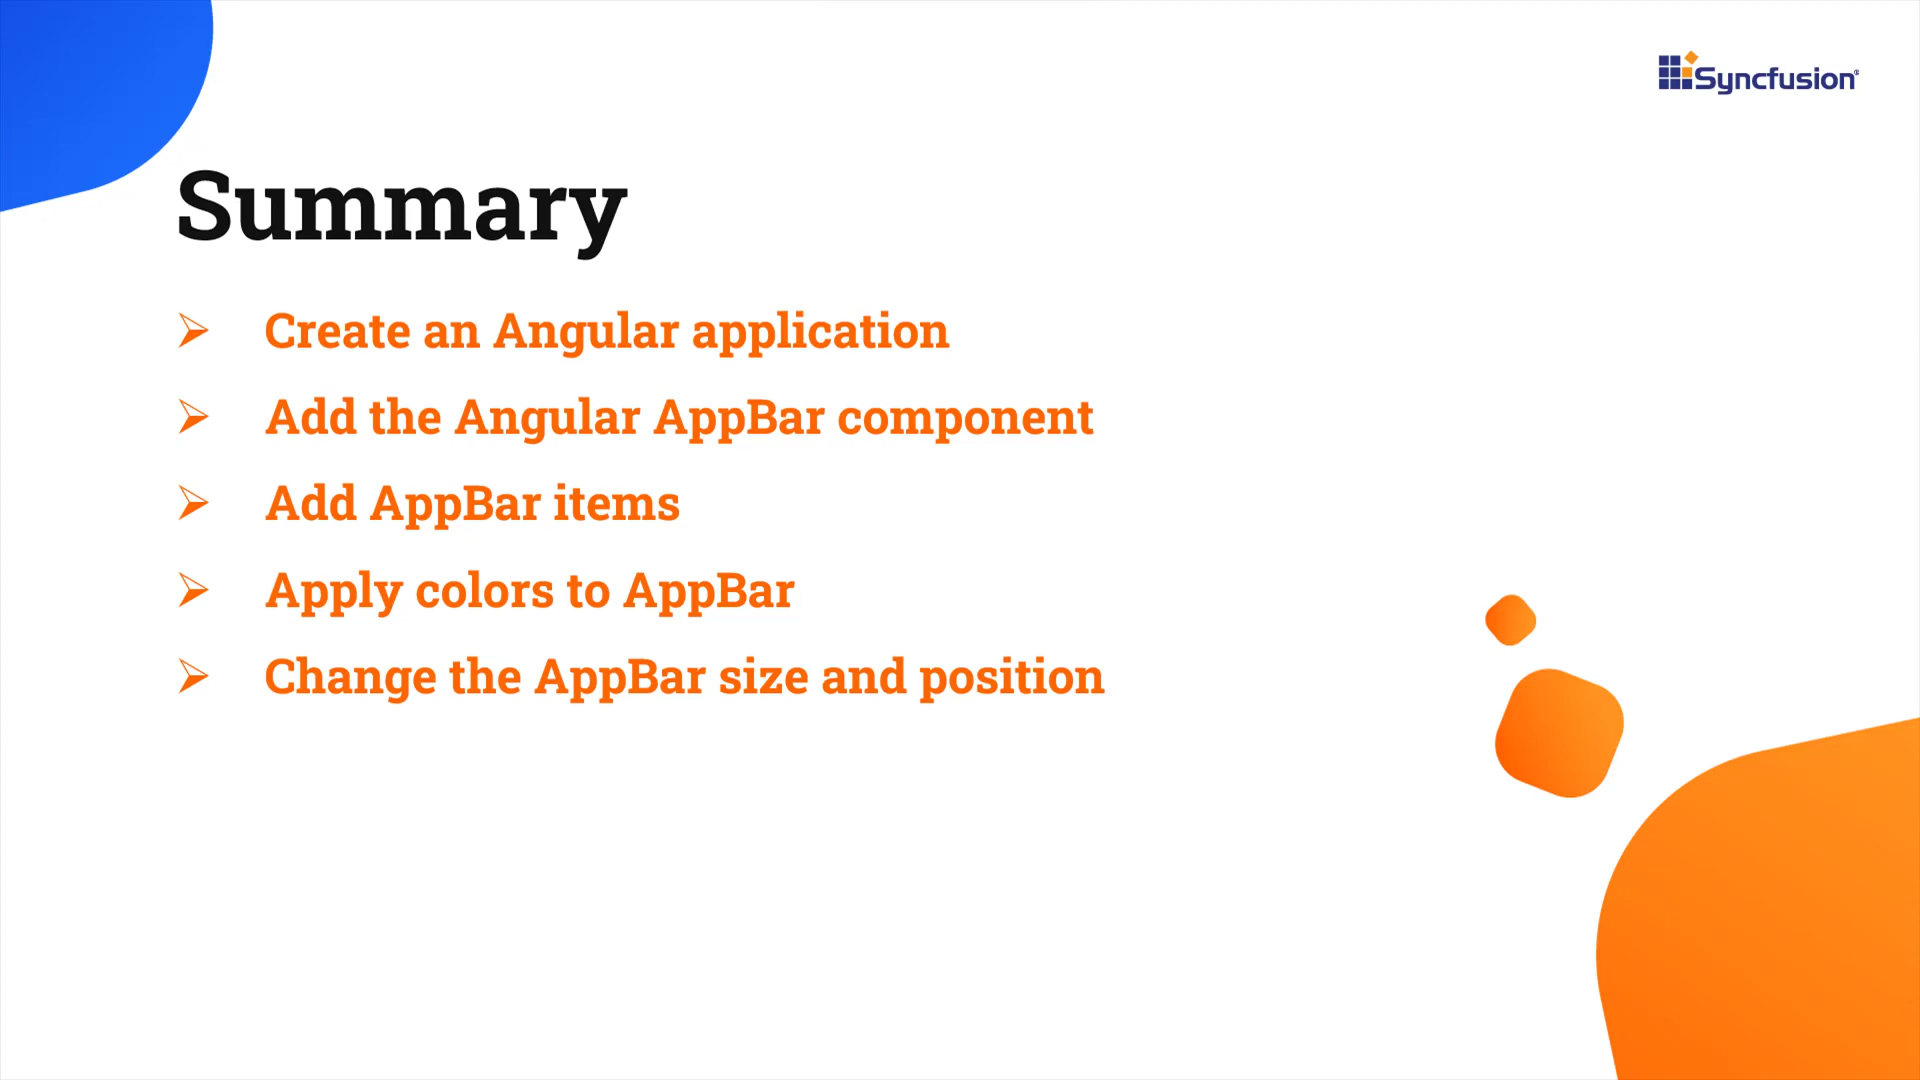 Syncfusion®
Summary
➢ Create an Angular application
➢ Add the Angular AppBar component
➢ Add AppBar items
➢ Apply colors to AppBar
➢ Change the AppBar size and position